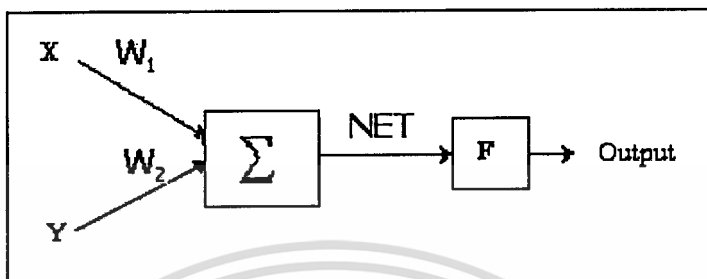 X W₁
NET
Σ F Output
W₂
Y